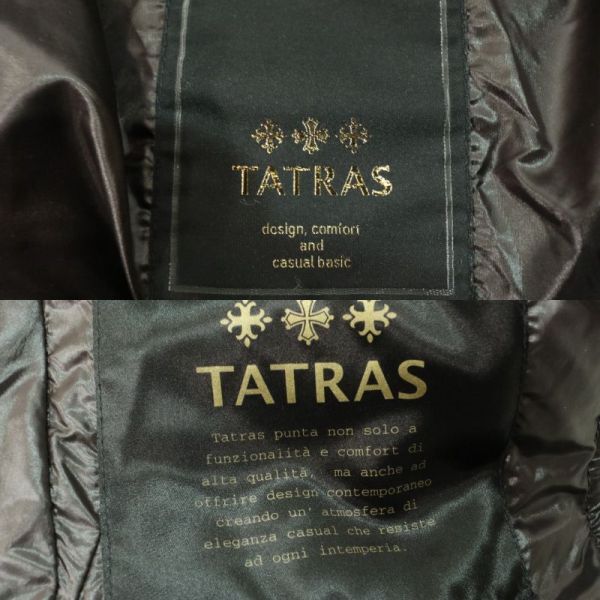 TATRAS
design, comfort
and
casual basic
TATRAS
Tatras punta non solo a
funzionalità e comfort di
alta qualità, ma anche ad
offrire design contemporaneo
creando un' atmosfera di
eleganza casual che resiste
ad ogni intemperia.